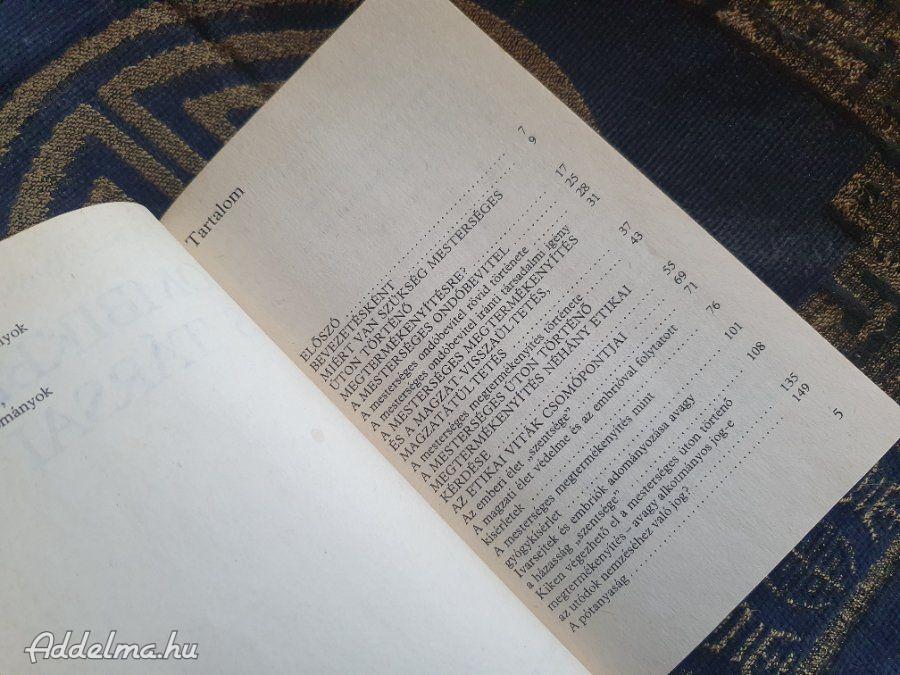 lyok
mányok
Tartalom
ELŐSZÓ 7
BEVEZETÉSKÉNT 9
MIÉRT VAN SZÜKSÉG MESTERSÉGES
ÚTON TÖRTÉNŐ
MEGTERMÉLENYÍTÉSRE? 17
A MESTERSÉGES ONDÓBEVITEL 25
A mesterséges ondóbevitel rövid története 28
A mesterséges ondóbevitel iránti társadalmi igény 31
A MESTERSÉGES MEGTERMÉKENYÍTÉS
ÉS A MAGZAT-VISSZAÜLTETÉS,
MAGZATÁTÜLTETÉS 37
A mesterséges megtermékenyítés története 43
A MESTERSÉGES ÚTON TÖRTÉNŐ
MEGTERMÉKENYÍTÉS NÉHÁNY ETIKAI
KÉRDÉSE 55
AZ ETIKAI VITÁK CSOMÓPONTJAI 69
Az emberi élet „szentsége” 71
A magzati élet védelme és az embrióval folytatott
kísérletek 76
A mesterséges megtermékenyítés mint
gyógykísérlet 101
Ivarsejtek és embriók adományozása avagy
a házasság „szentsége” 108
Kiken végezhető el a mesterséges úton történő
megtermékenyítés – avagy alkotmányos jog-e
az utódok nemzéséhez való jog? 135
A pótanyaság 149
5
Addelma.hu